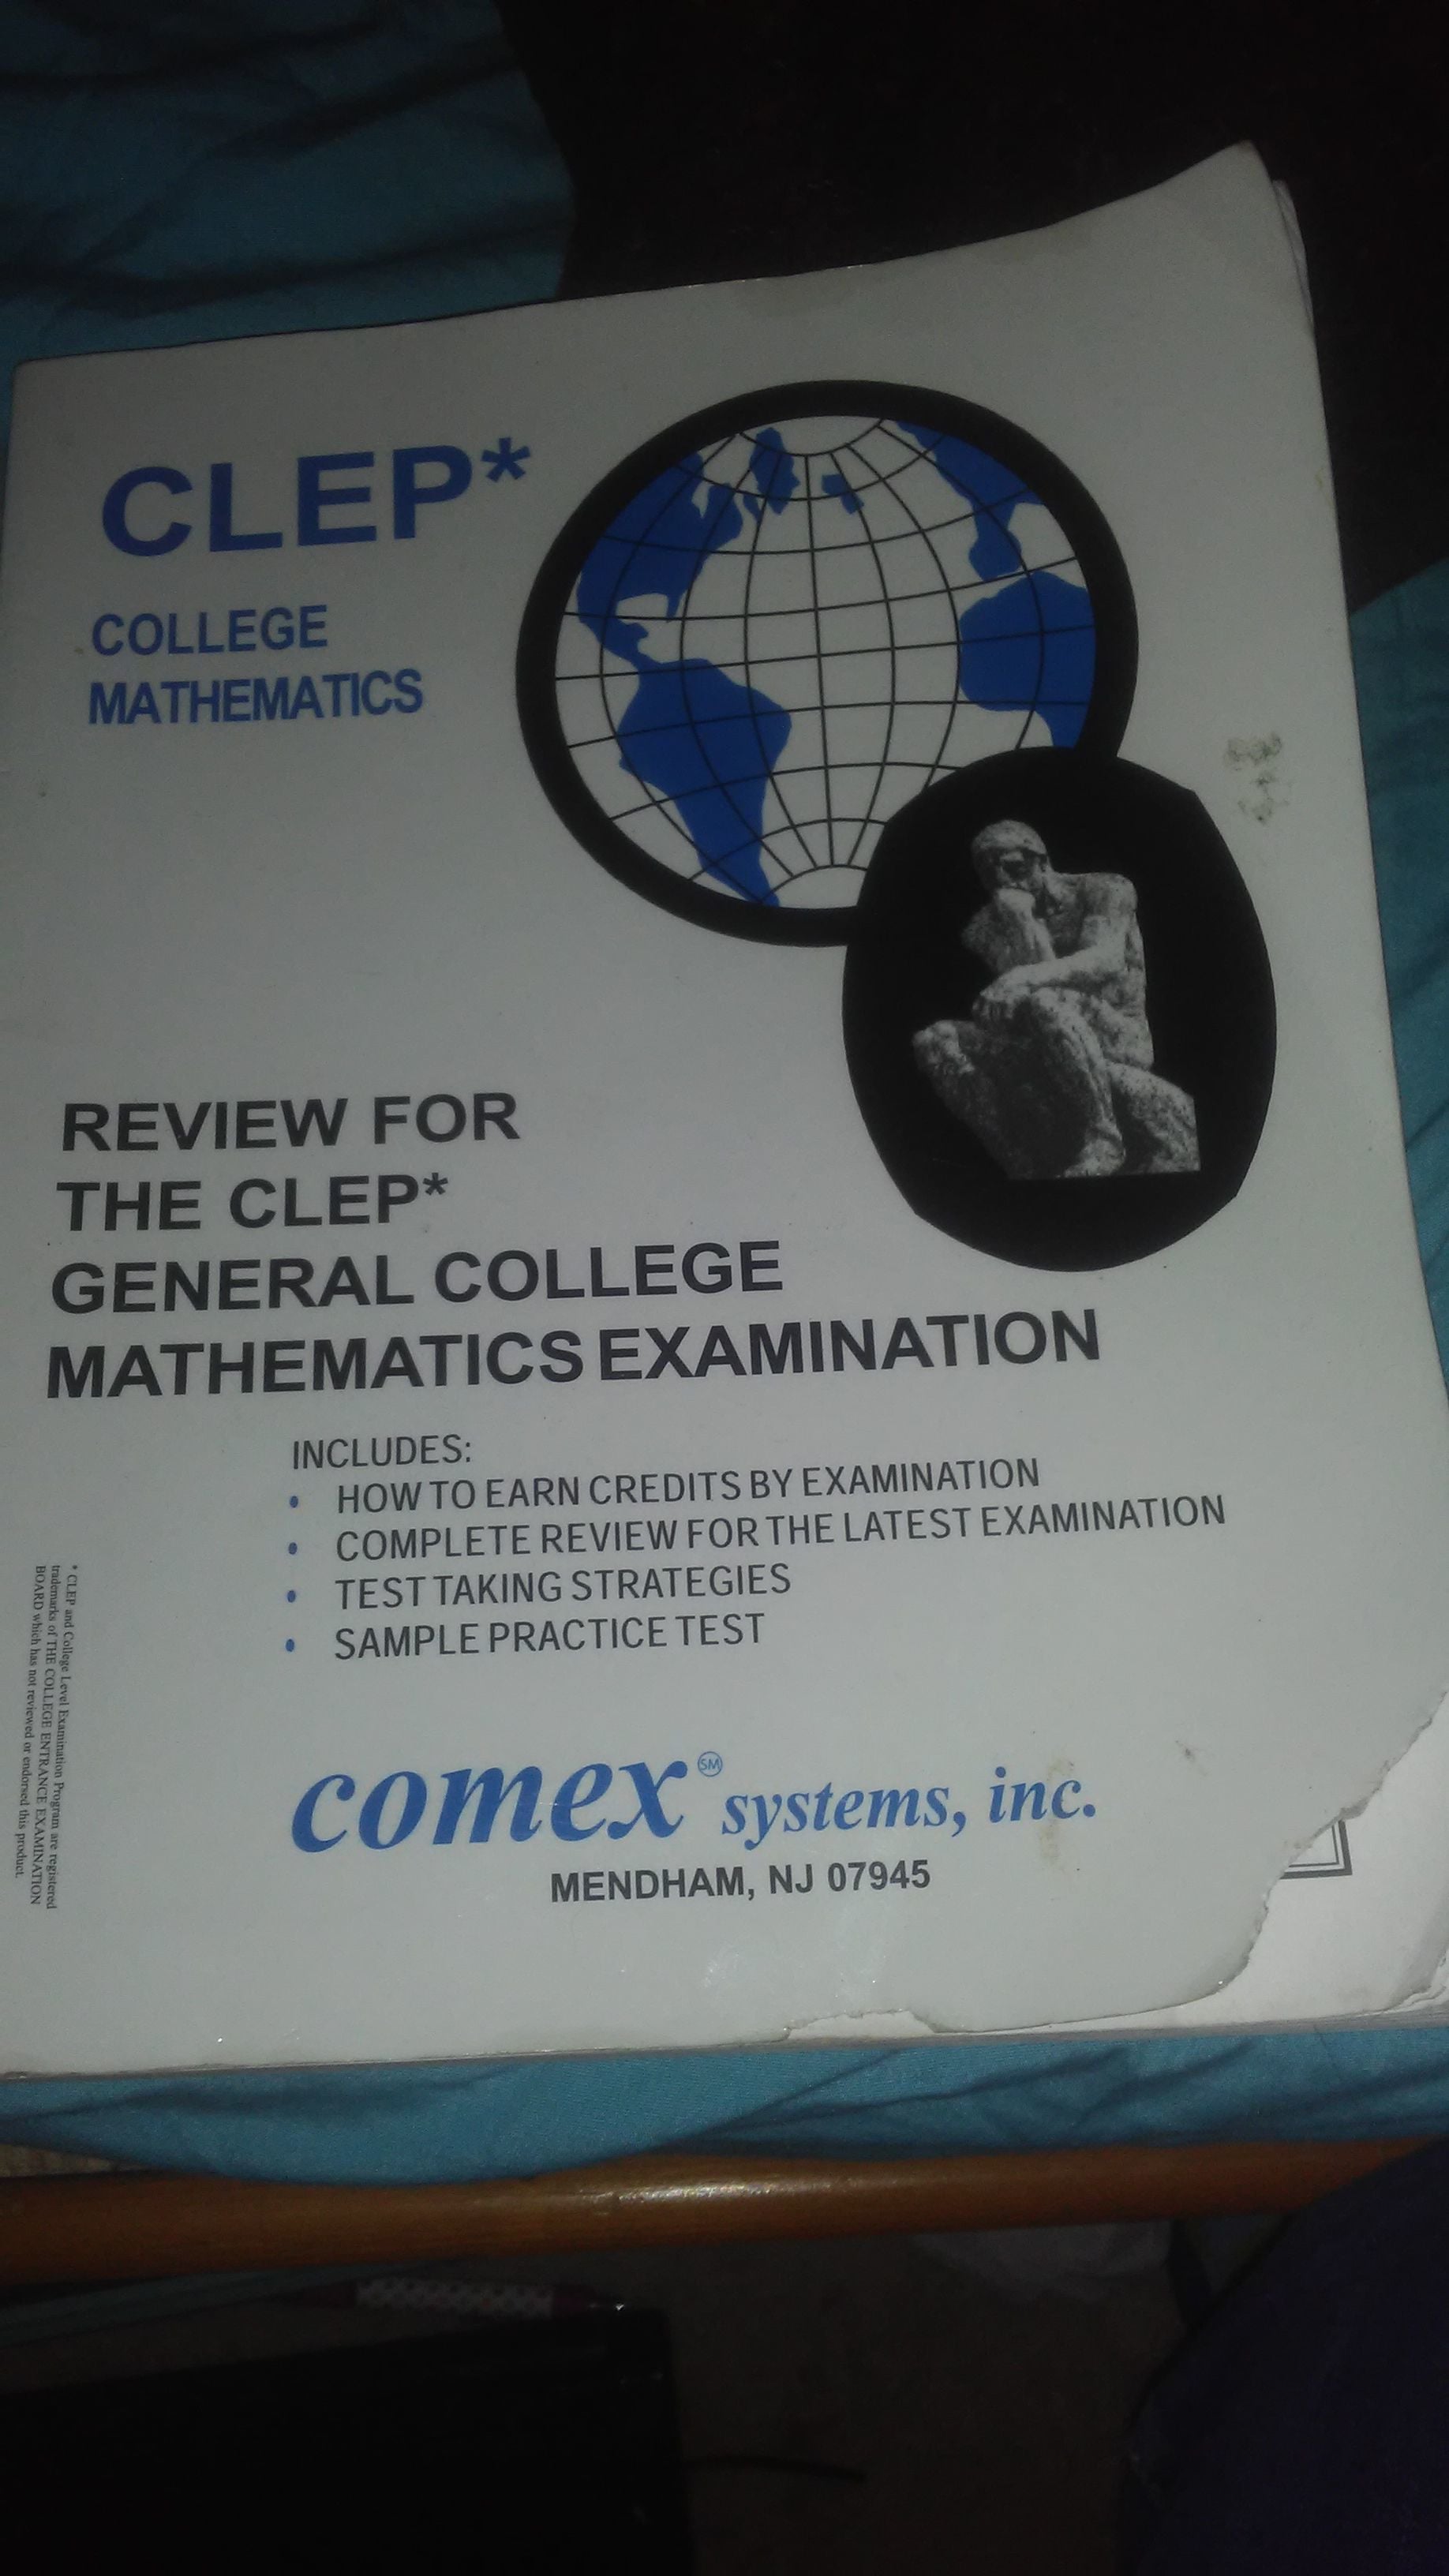 CLEP*
COLLEGE
MATHEMATICS
REVIEW FOR
THE CLEP*
GENERAL COLLEGE
MATHEMATICS EXAMINATION
INCLUDES:
• HOW TO EARN CREDITS BY EXAMINATION
• COMPLETE REVIEW FOR THE LATEST EXAMINATION
• TEST TAKING STRATEGIES
• SAMPLE PRACTICE TEST
comex SM systems, inc.
MENDHAM, NJ 07945
* CLEP and College Level Examination Program are registered
trademarks of THE COLLEGE ENTRANCE EXAMINATION
BOARD which has not reviewed or endorsed this product.